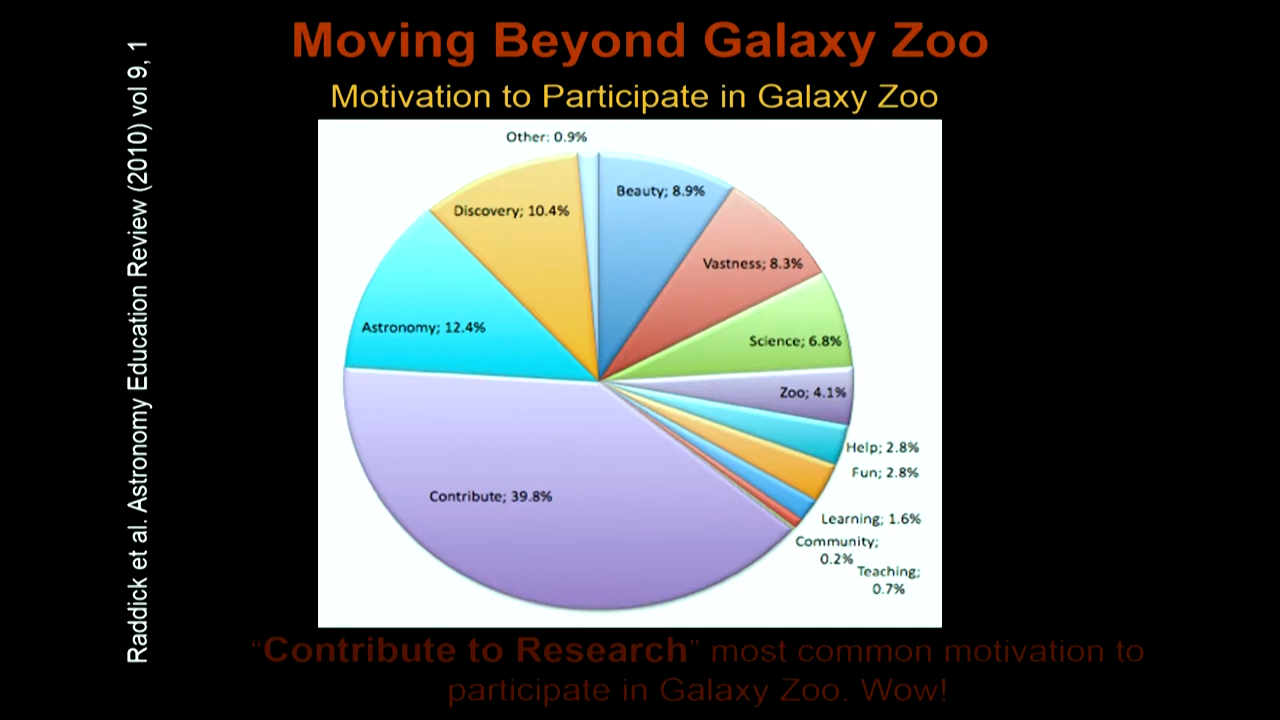 Moving Beyond Galaxy Zoo
Motivation to Participate in Galaxy Zoo
Raddick et al. Astronomy Education Review (2010) vol 9, 1
Other: 0.9%
Beauty; 8.9%
Vastness; 8.3%
Science; 6.8%
Zoo; 4.1%
Help; 2.8%
Fun; 2.8%
Learning; 1.6%
Community;
0.2%
Teaching;
0.7%
Contribute; 39.8%
Astronomy; 12.4%
Discovery; 10.4%
“Contribute to Research” most common motivation to
participate in Galaxy Zoo. Wow!